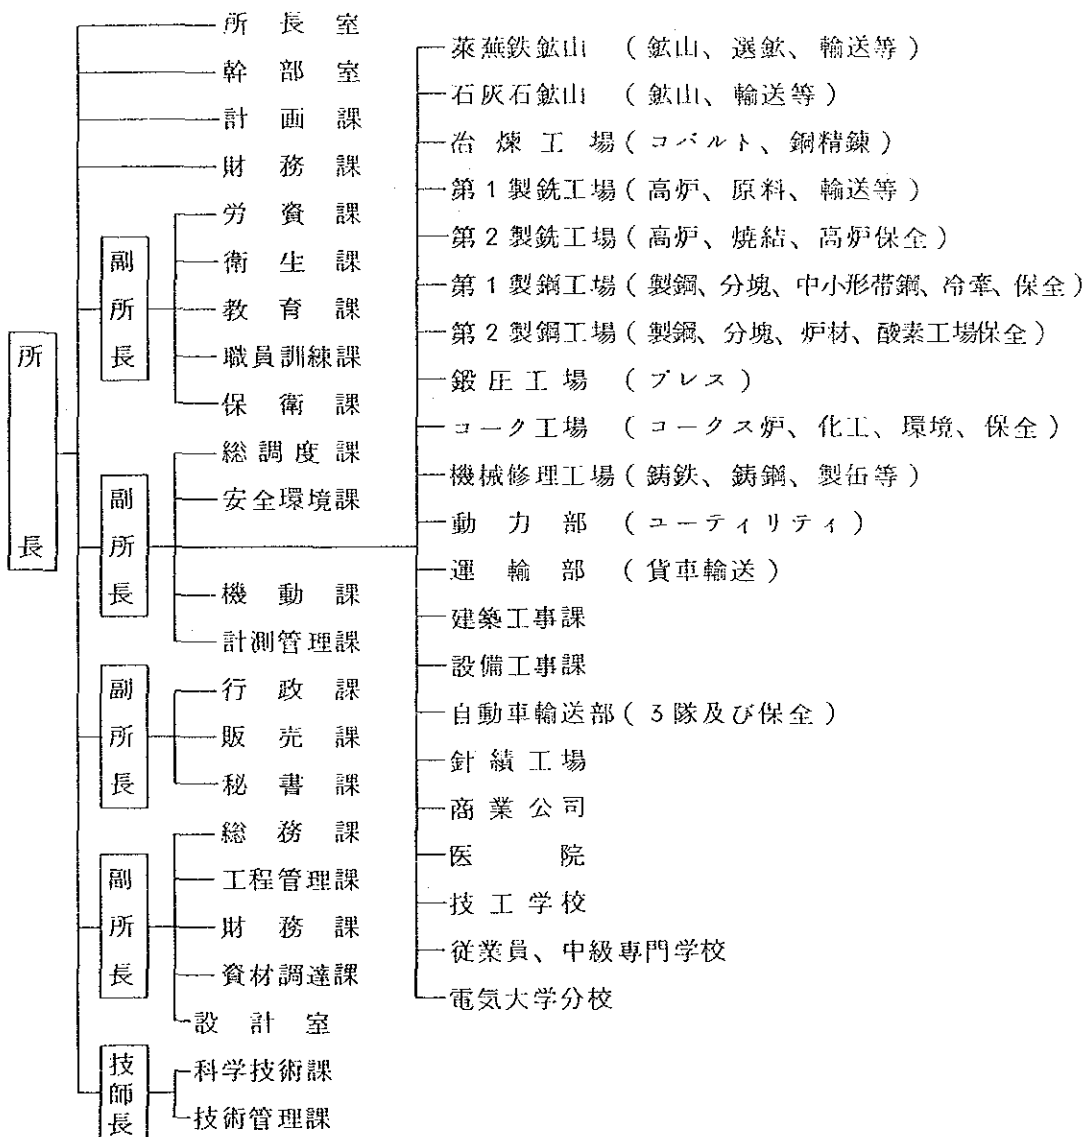 所長
所長室
幹部室
計画課
財務課
副所長
労資課
衛生課
教育課
職員訓練課
保衛課
副所長
総調度課
安全環境課
機動課
計測管理課
副所長
行政課
販売課
秘書課
副所長
総務課
工程管理課
財務課
資材調達課
設計室
技師長
科学技術課
技術管理課
萊蕪鉄鉱山 (鉱山、選鉱、輸送等)
石灰石鉱山 (鉱山、輸送等)
冶煉工場(コバルト、銅精錬)
第1製銑工場(高炉、原料、輸送等)
第2製銑工場(高炉、焼結、高炉保全)
第1製鋼工場(製鋼、分塊、中小形帯鋼、冷牽、保全)
第2製鋼工場(製鋼、分塊、炉材、酸素工場保全)
鍛圧工場 (プレス)
コーク工場 (コークス炉、化工、環境、保全)
機械修理工場(鋳鉄、鋳鋼、製缶等)
動力部 (ユーティリティ)
運輸部 (貨車輸送)
建築工事課
設備工事課
自動車輸送部(3隊及び保全)
針績工場
商業公司
医院
技工学校
従業員、中級専門学校
電気大学分校